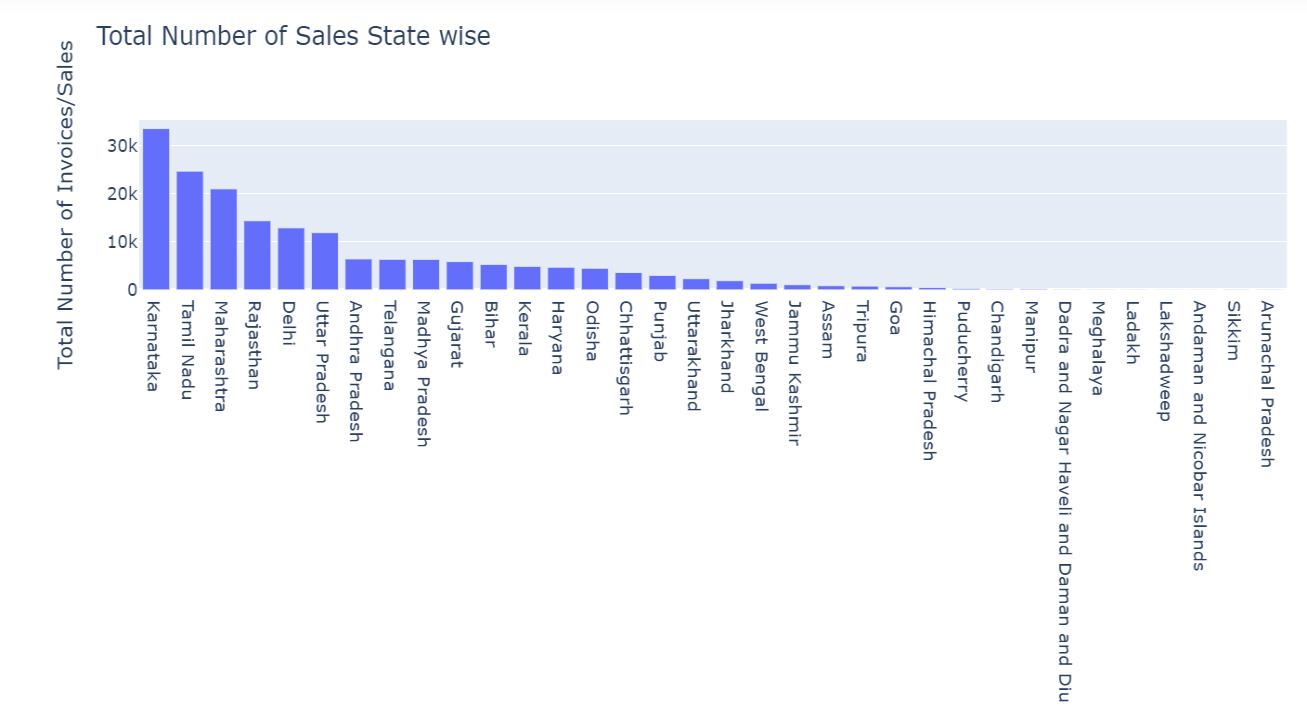 Total Number of Sales State wise
Total Number of Invoices/Sales
30k
20k
10k
0
Karnataka
Tamil Nadu
Maharashtra
Rajasthan
Delhi
Uttar Pradesh
Andhra Pradesh
Telangana
Madhya Pradesh
Gujarat
Bihar
Kerala
Haryana
Odisha
Chhattisgarh
Punjab
Uttarakhand
Jharkhand
West Bengal
Jammu Kashmir
Assam
Tripura
Goa
Himachal Pradesh
Puducherry
Chandigarh
Manipur
Dadra and Nagar Haveli and Daman and Diu
Meghalaya
Ladakh
Lakshadweep
Andaman and Nicobar Islands
Sikkim
Arunachal Pradesh